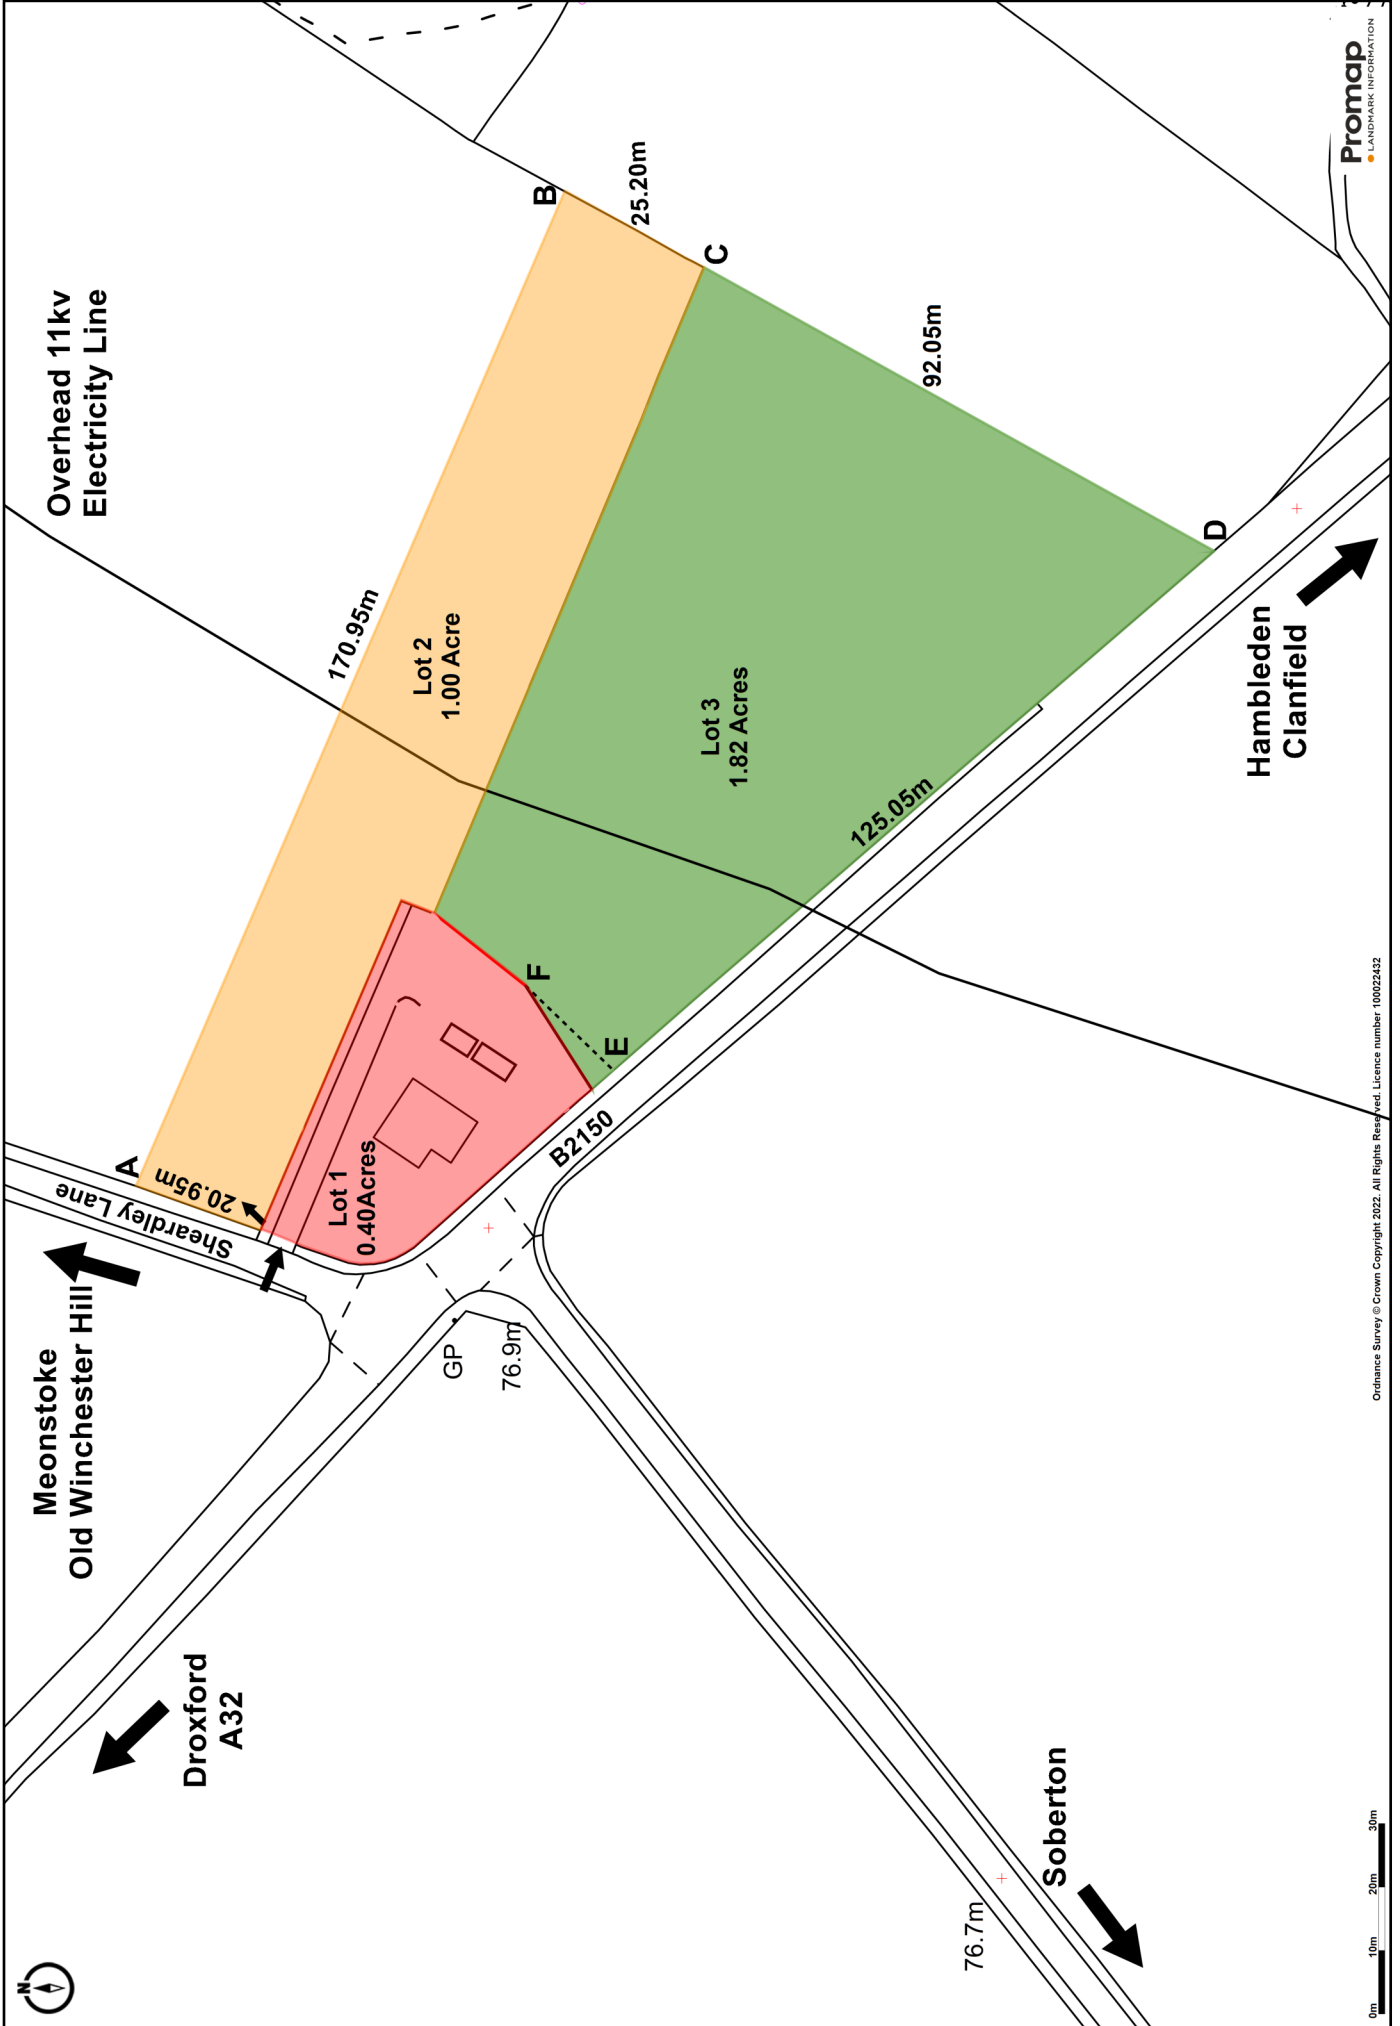 Meonstoke
Old Winchester Hill
Overhead 11kv
Electricity Line
Droxford
A32
Sheardley Lane
A
20.95m
170.95m
B
25.20m
C
92.05m
D
Lot 1
0.40Acres
Lot 2
1.00 Acre
Lot 3
1.82 Acres
F
E
125.05m
B2150
GP
76.9m
Hambleden
Clanfield
Soberton
76.7m
N
0m 10m 20m 30m
Ordnance Survey © Crown Copyright 2022. All Rights Reserved. Licence number 100022432
Promap
LANDMARK INFORMATION